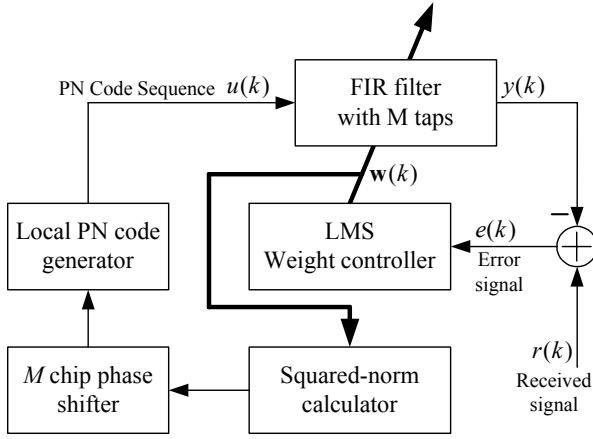 PN Code Sequence u(k)
FIR filter
with M taps
y(k)
w(k)
Local PN code
generator
LMS
Weight controller
e(k)
Error
signal
−
+
M chip phase
shifter
Squared-norm
calculator
r(k)
Received
signal